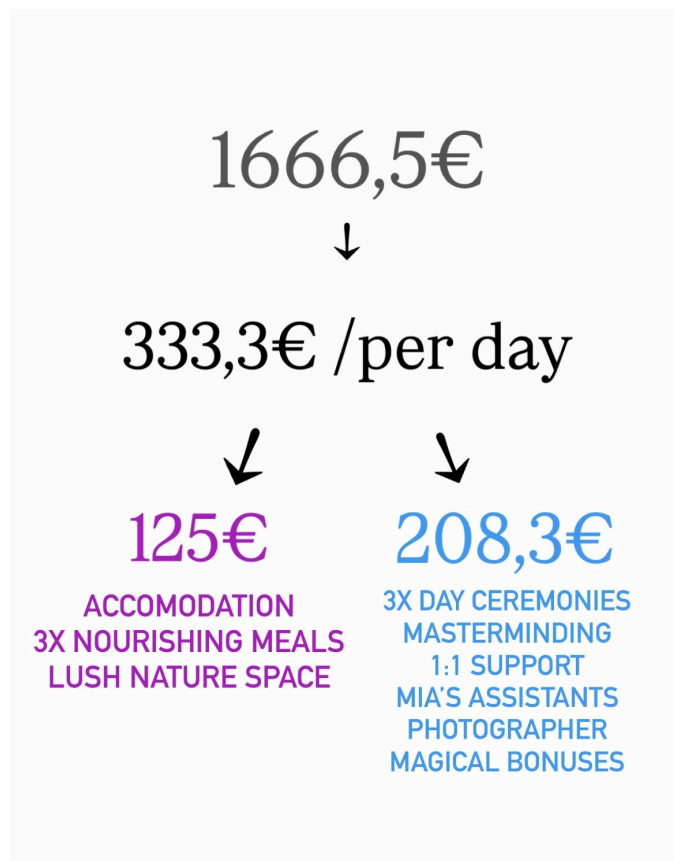 1666,5€
↓
333,3€ /per day
125€
ACCOMODATION
3X NOURISHING MEALS
LUSH NATURE SPACE
208,3€
3X DAY CEREMONIES
MASTERMINDING
1:1 SUPPORT
MIA'S ASSISTANTS
PHOTOGRAPHER
MAGICAL BONUSES